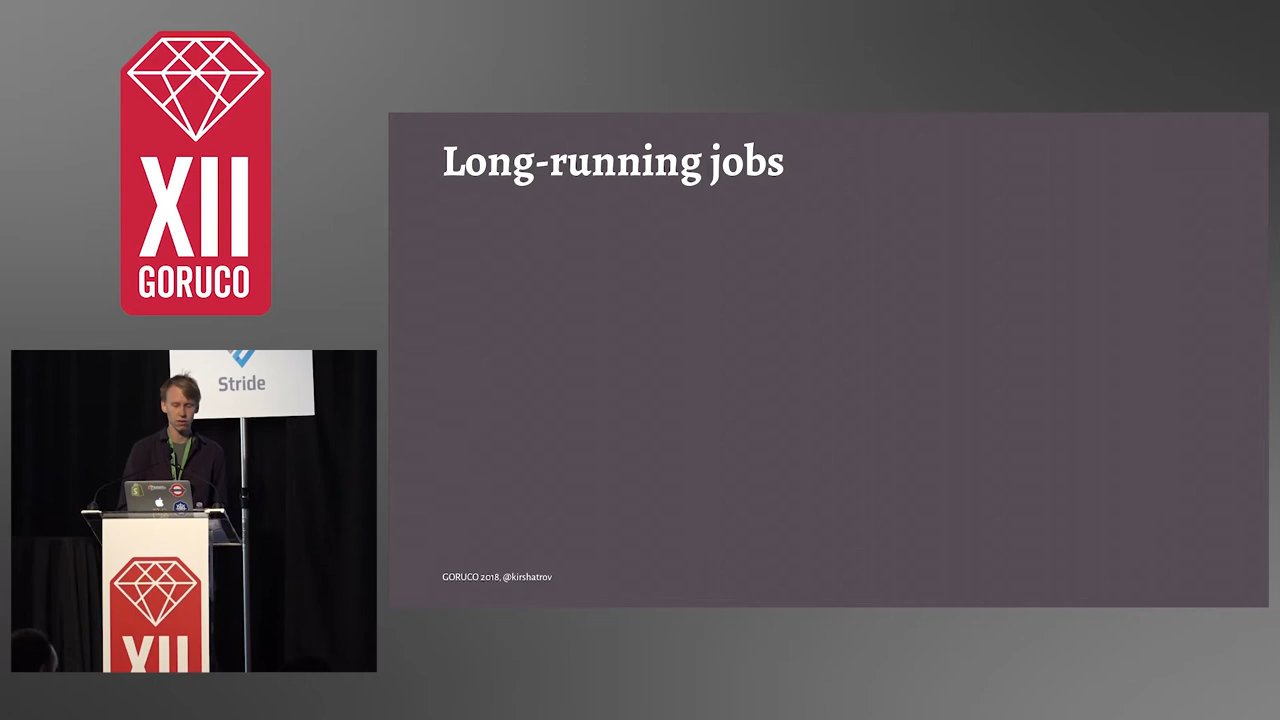 XII
GORUCO
Long-running jobs
GORUCO 2018, @kirshatrov
Stride
XII